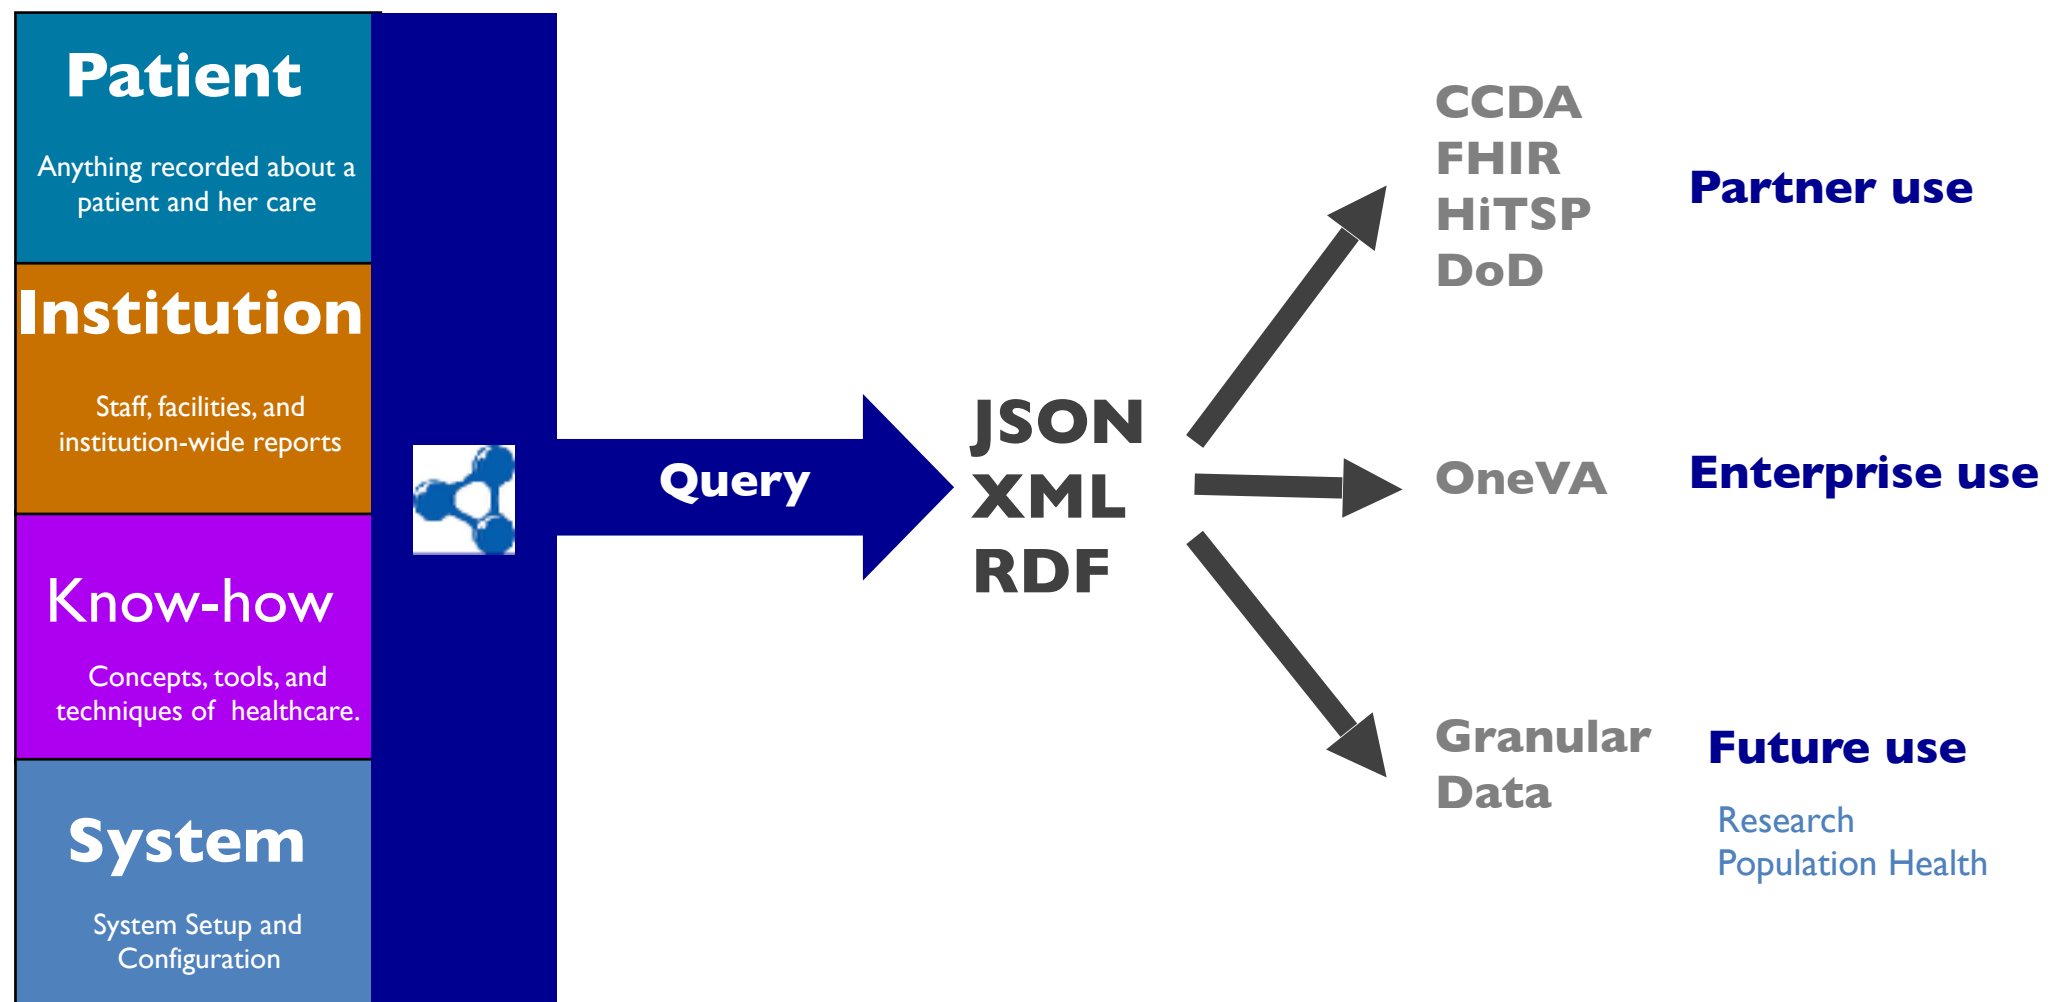 Patient
Anything recorded about a
patient and her care
Institution
Staff, facilities, and
institution-wide reports
Know-how
Concepts, tools, and
techniques of  healthcare.
System
System Setup and
Configuration
Query
JSON
XML
RDF
CCDA
FHIR
HiTSP
DoD
Partner use
OneVA
Enterprise use
Granular
Data
Future use
Research
Population Health